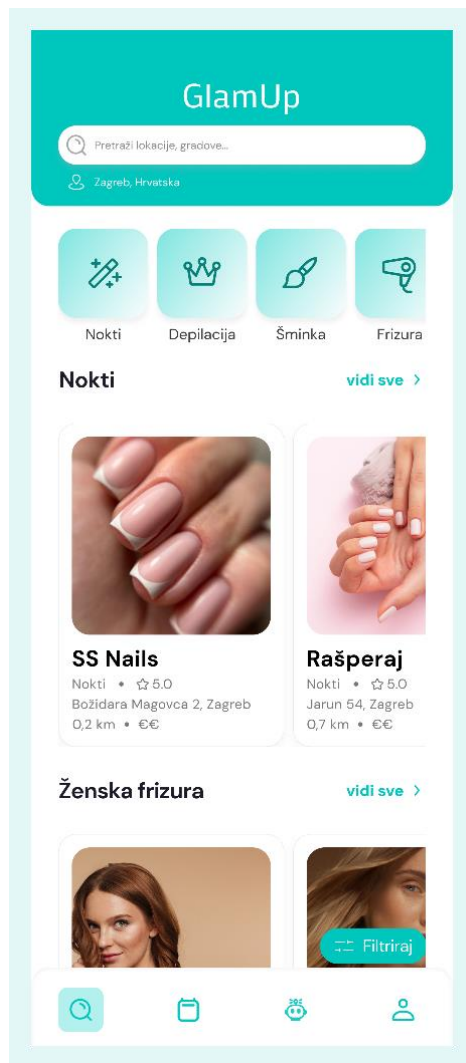 GlamUp
Pretraži lokacije, gradove...
Zagreb, Hrvatska
Nokti Depilacija Šminka Frizura
Nokti vidi sve >
SS Nails Rašperaj
Nokti • ☆ 5.0 Nokti • ☆ 5.0
Božidara Magovca 2, Zagreb Jarun 54, Zagreb
0,2 km • €€ 0,7 km • €€
Ženska frizura vidi sve >
Filtriraj